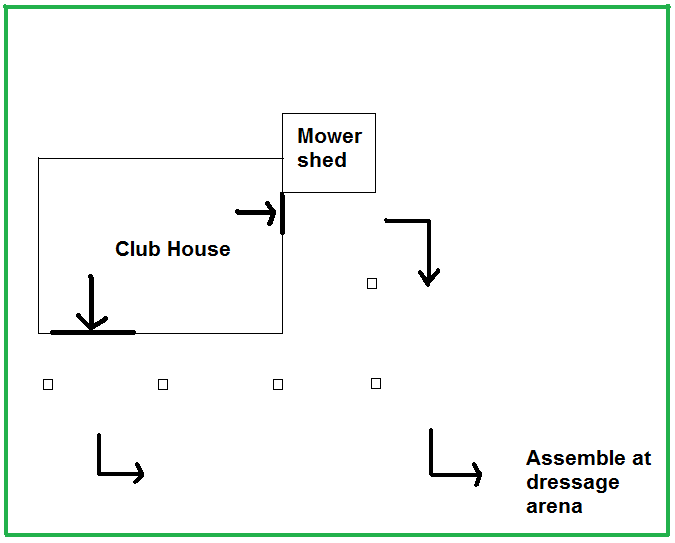 Mower
shed
Club House
Assemble at
dressage
arena